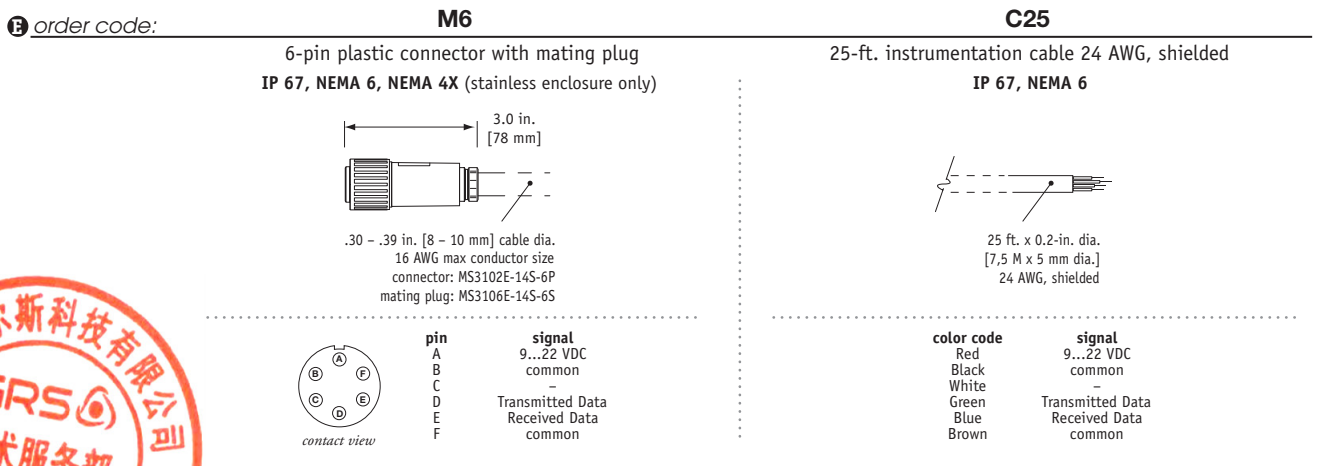 E order code:
M6
C25
6-pin plastic connector with mating plug
IP 67, NEMA 6, NEMA 4X (stainless enclosure only)
3.0 in.
[78 mm]
.30 – .39 in. [8 – 10 mm] cable dia.
16 AWG max conductor size
connector: MS3102E-14S-6P
mating plug: MS3106E-14S-6S
25-ft. instrumentation cable 24 AWG, shielded
IP 67, NEMA 6
25 ft. x 0.2-in. dia.
[7,5 M x 5 mm dia.]
24 AWG, shielded
A
B F
C E
D
contact view
pin signal
A 9...22 VDC
B common
C –
D Transmitted Data
E Received Data
F common
color code signal
Red 9...22 VDC
Black common
White –
Green Transmitted Data
Blue Received Data
Brown common
尔斯科技有限公司
SRS
术服务部